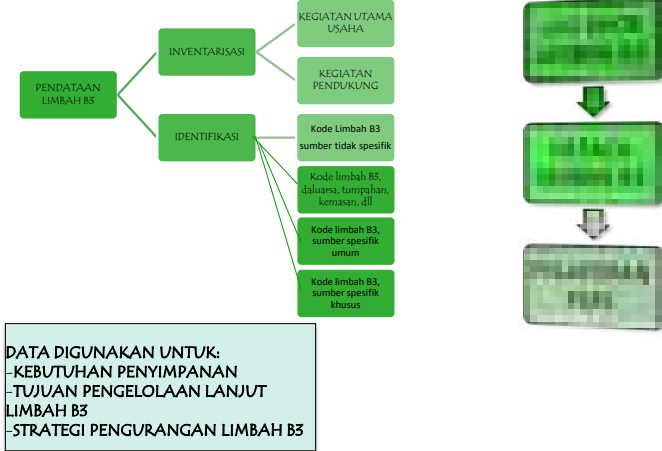 PENDATAAN
LIMBAH B3
INVENTARISASI
KEGIATAN UTAMA
USAHA
KEGIATAN
PENDUKUNG
IDENTIFIKASI
Kode Limbah B3
sumber tidak spesifik
Kode limbah B3,
daluarsa, tumpahan,
kemasan, dll
Kode limbah B3,
sumber spesifik
umum
Kode limbah B3,
sumber spesifik
khusus
DATA DIGUNAKAN UNTUK:
-KEBUTUHAN PENYIMPANAN
-TUJUAN PENGELOLAAN LANJUT
LIMBAH B3
-STRATEGI PENGURANGAN LIMBAH B3